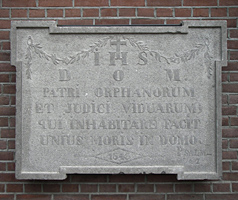 IHS
D O M.
PATRI ORPHANORUM
ET JUDICI VIDUARUM
QUI INHABITARE FACIT
UNIUS MORIS IN DOMO.